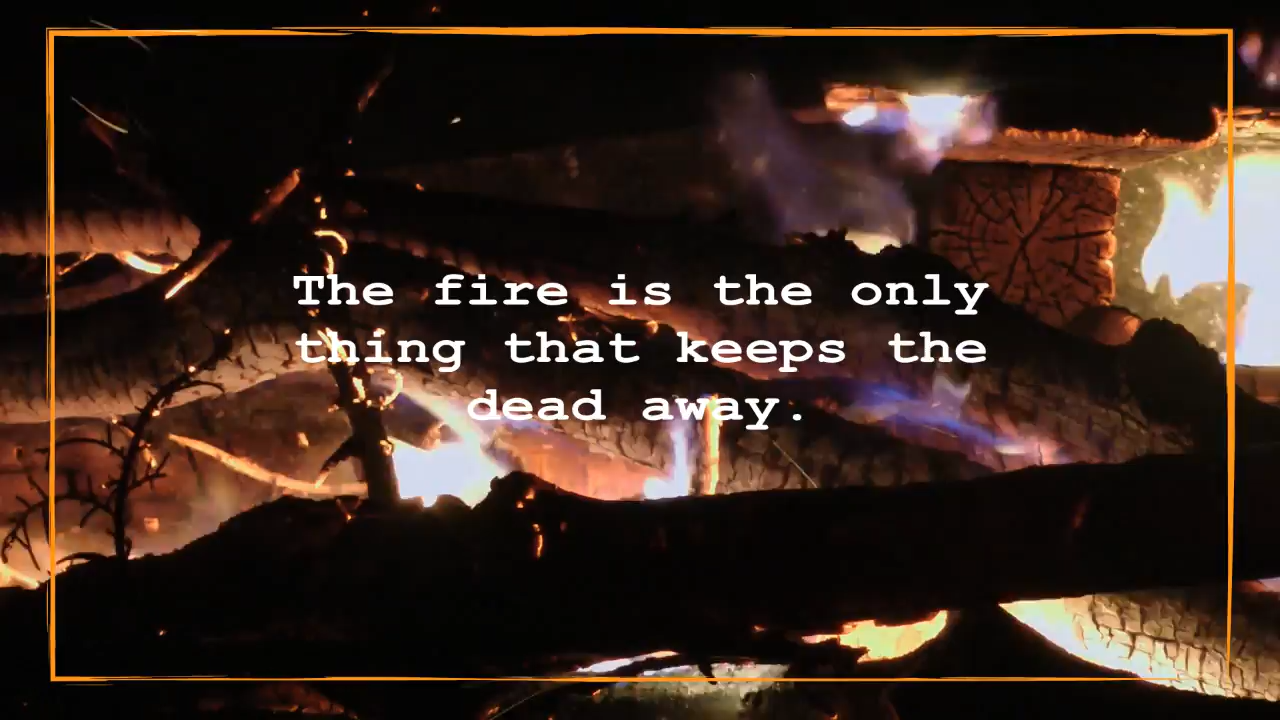 The fire is the only
thing that keeps the
dead away.